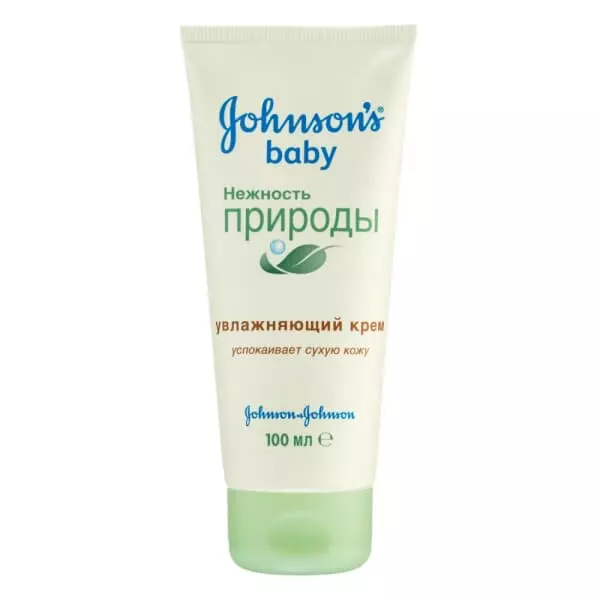 Johnson's®
baby
Нежность
природы
увлажняющий крем
успокаивает сухую кожу
Johnson & Johnson
100 мл ℮